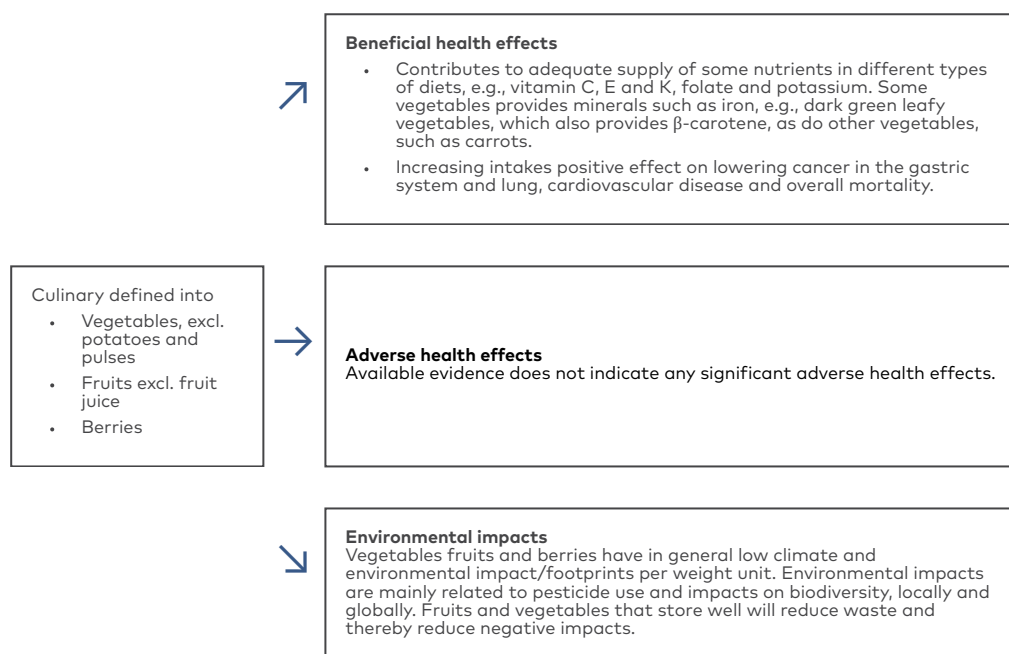 Beneficial health effects
• Contributes to adequate supply of some nutrients in different types
of diets, e.g., vitamin C, E and K, folate and potassium. Some
vegetables provides minerals such as iron, e.g., dark green leafy
vegetables, which also provides β-carotene, as do other vegetables,
such as carrots.
• Increasing intakes positive effect on lowering cancer in the gastric
system and lung, cardiovascular disease and overall mortality.
Culinary defined into
• Vegetables, excl.
potatoes and
pulses
• Fruits excl. fruit
juice
• Berries
Adverse health effects
Available evidence does not indicate any significant adverse health effects.
Environmental impacts
Vegetables fruits and berries have in general low climate and
environmental impact/footprints per weight unit. Environmental impacts
are mainly related to pesticide use and impacts on biodiversity, locally and
globally. Fruits and vegetables that store well will reduce waste and
thereby reduce negative impacts.